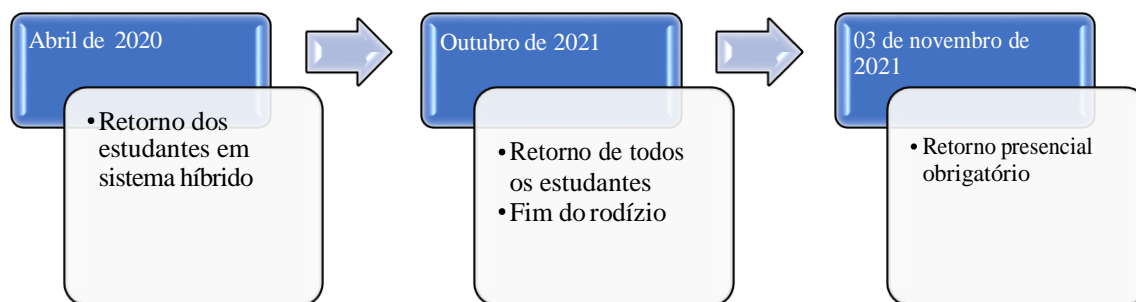 Abril de 2020
• Retorno dos
estudantes em
sistema híbrido
Outubro de 2021
• Retorno de todos
os estudantes
• Fim do rodízio
03 de novembro de
2021
• Retorno presencial
obrigatório